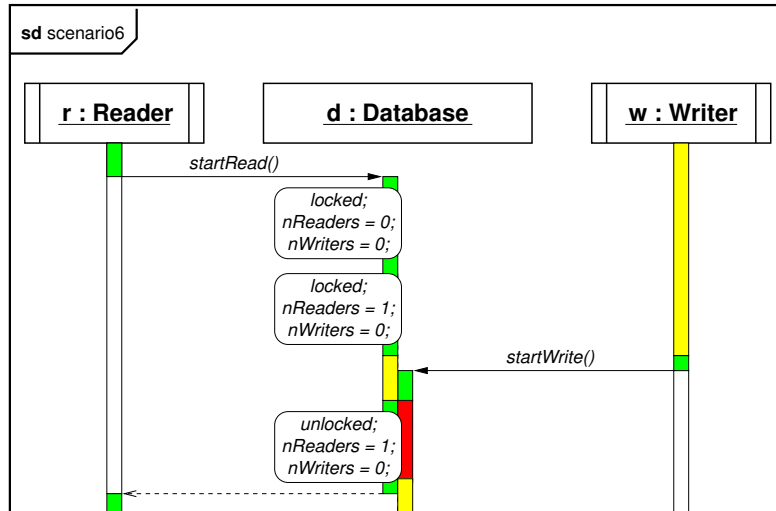 sd scenario6
r : Reader
d : Database
w : Writer
startRead()
locked;
nReaders = 0;
nWriters = 0;
locked;
nReaders = 1;
nWriters = 0;
startWrite()
unlocked;
nReaders = 1;
nWriters = 0;